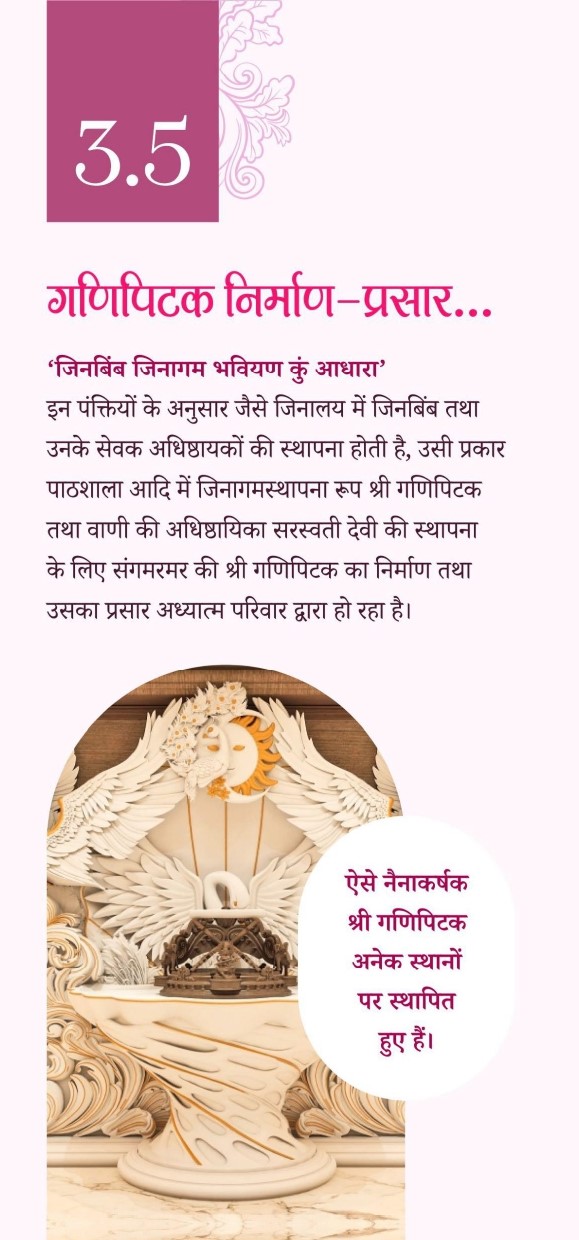 3.5
गणिपिटक निर्माण-प्रसार...
‘जिनबिंब जिनागम भवियण कुं आधारा’
इन पंक्तियों के अनुसार जैसे जिनालय में जिनबिंब तथा
उनके सेवक अधिष्ठायकों की स्थापना होती है, उसी प्रकार
पाठशाला आदि में जिनागमस्थापना रूप श्री गणिपिटक
तथा वाणी की अधिष्ठायिका सरस्वती देवी की स्थापना
के लिए संगमरमर की श्री गणिपिटक का निर्माण तथा
उसका प्रसार अध्यात्म परिवार द्वारा हो रहा है।
ऐसे नैनाकर्षक
श्री गणिपिटक
अनेक स्थानों
पर स्थापित
हुए हैं।